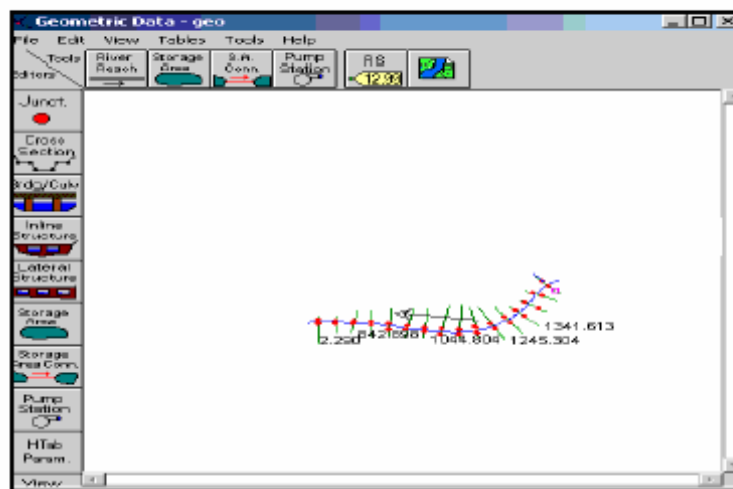 Geometric Data - geo
File Edit View Tables Tools Help
Tools
Editors
River Reach
Storage Area
S.A. Conn.
Pump Station
RS
Junct.
Cross Section
Brdg/Culv
Inline Structure
Lateral Structure
Storage Area
Storage Area Conn.
Pump Station
HTab Param.
View
1341.613
1245.304
1044.804
2.290